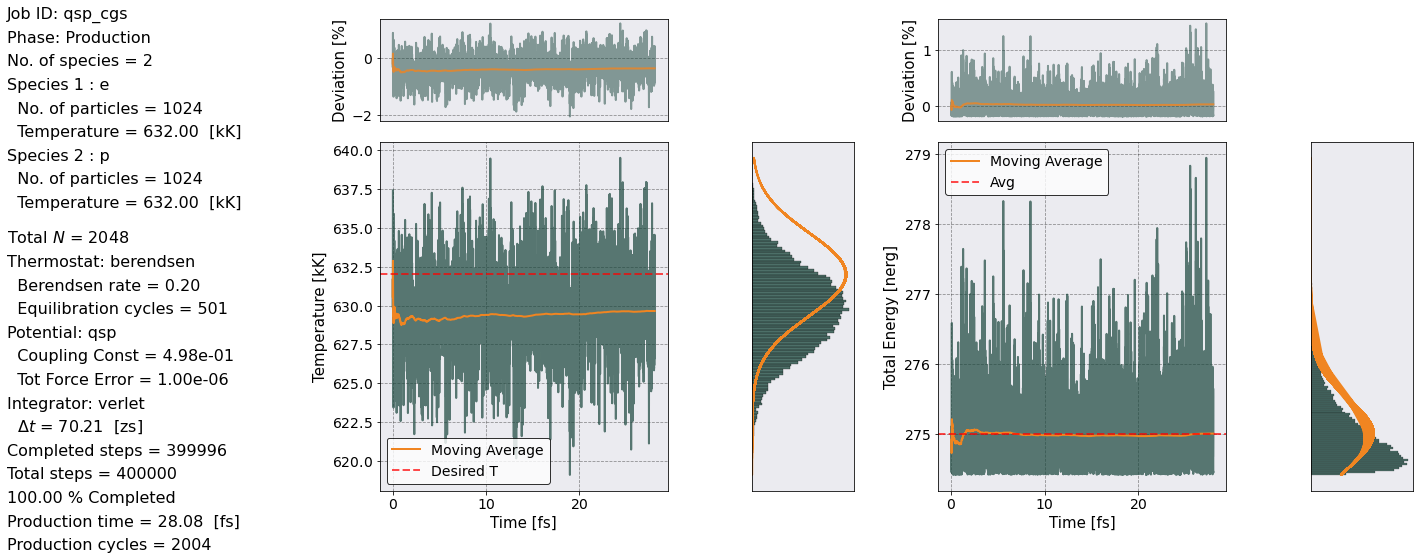 Job ID: qsp_cgs
Phase: Production
No. of species = 2
Species 1 : e
No. of particles = 1024
Temperature = 632.00 [kK]
Species 2 : p
No. of particles = 1024
Temperature = 632.00 [kK]
Total N = 2048
Thermostat: berendsen
Berendsen rate = 0.20
Equilibration cycles = 501
Potential: qsp
Coupling Const = 4.98e-01
Tot Force Error = 1.00e-06
Integrator: verlet
Δt = 70.21 [zs]
Completed steps = 399996
Total steps = 400000
100.00 % Completed
Production time = 28.08 [fs]
Production cycles = 2004
Deviation [%]
0
−2
Temperature [kK]
640.0
637.5
635.0
632.5
630.0
627.5
625.0
622.5
620.0
Moving Average
Desired T
0
10
20
Time [fs]
Deviation [%]
1
0
Total Energy [nerg]
279
278
277
276
275
Moving Average
Avg
0
10
20
Time [fs]